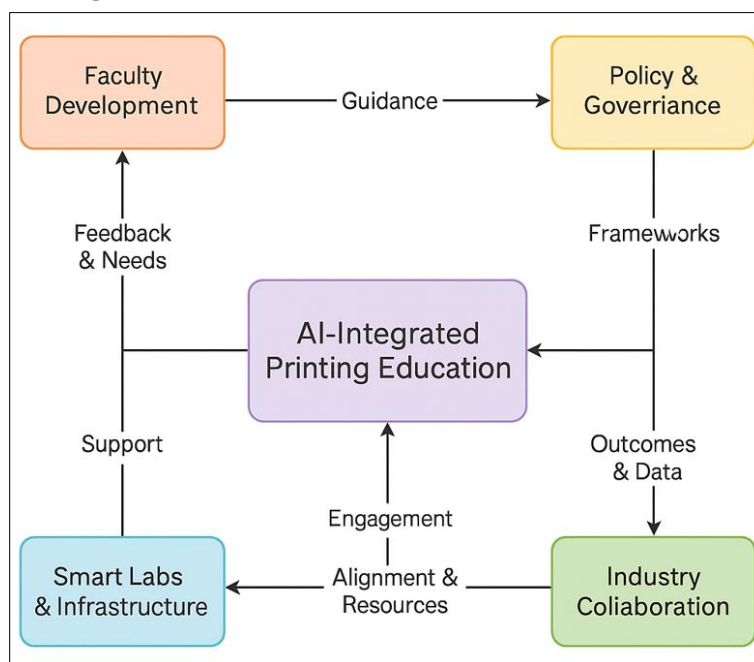 Faculty
Development
Guidance
Policy &
Goverriance
Feedback
& Needs
Frameworks
AI-Integrated
Printing Education
Support
Outcomes
& Data
Engagement
Smart Labs
& Infrastructure
Alignment &
Resources
Industry
Coliaboration